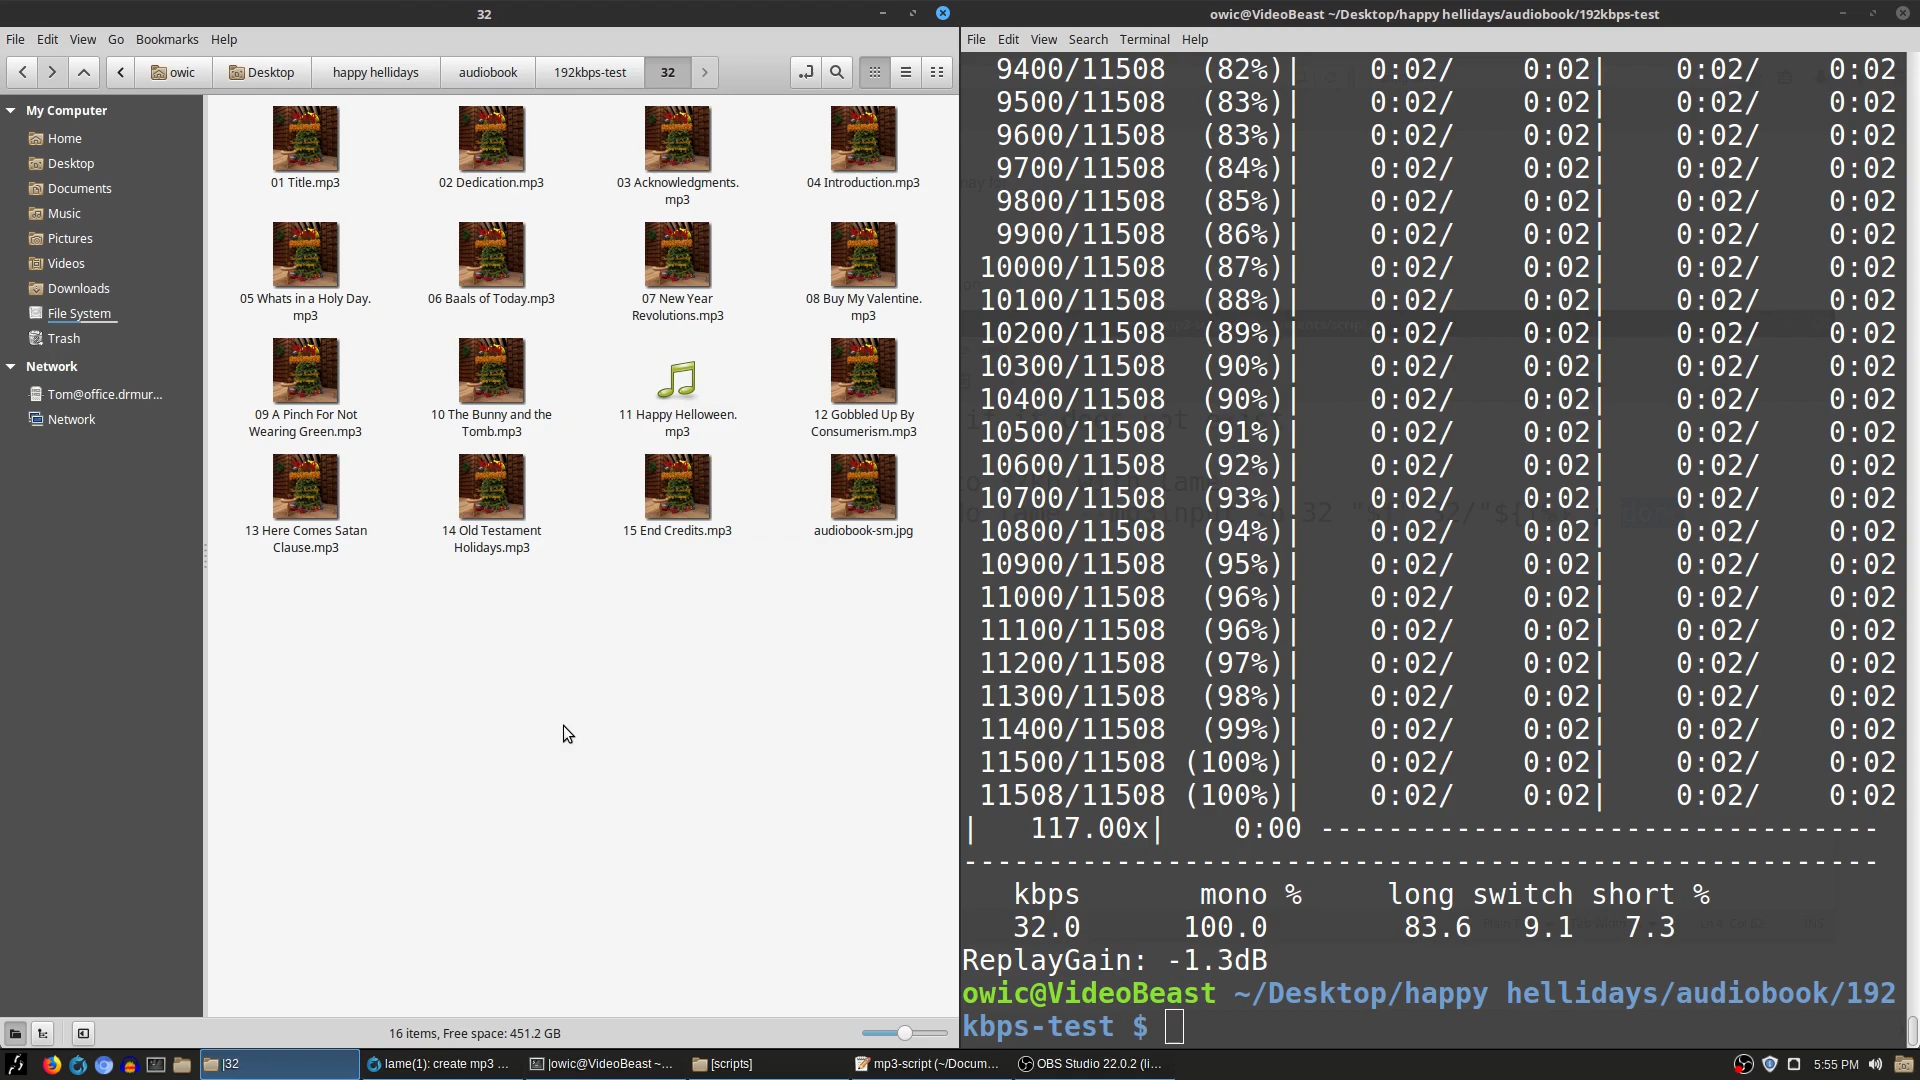 32
File Edit View Go Bookmarks Help
owic Desktop happy hellidays audiobook 192kbps-test 32
My Computer
Home
Desktop
Documents
Music
Pictures
Videos
Downloads
File System
Trash
Network
Tom@office.drmur...
Network
01 Title.mp3
02 Dedication.mp3
03 Acknowledgments.
mp3
04 Introduction.mp3
05 Whats in a Holy Day.
mp3
06 Baals of Today.mp3
07 New Year
Revolutions.mp3
08 Buy My Valentine.
mp3
09 A Pinch For Not
Wearing Green.mp3
10 The Bunny and the
Tomb.mp3
11 Happy Helloween.
mp3
12 Gobbled Up By
Consumerism.mp3
13 Here Comes Satan
Clause.mp3
14 Old Testament
Holidays.mp3
15 End Credits.mp3
audiobook-sm.jpg
16 items, Free space: 451.2 GB
owic@VideoBeast ~/Desktop/happy hellidays/audiobook/192kbps-test
File Edit View Search Terminal Help
9400/11508 (82%)| 0:02/ 0:02| 0:02/ 0:02
9500/11508 (83%)| 0:02/ 0:02| 0:02/ 0:02
9600/11508 (83%)| 0:02/ 0:02| 0:02/ 0:02
9700/11508 (84%)| 0:02/ 0:02| 0:02/ 0:02
9800/11508 (85%)| 0:02/ 0:02| 0:02/ 0:02
9900/11508 (86%)| 0:02/ 0:02| 0:02/ 0:02
10000/11508 (87%)| 0:02/ 0:02| 0:02/ 0:02
10100/11508 (88%)| 0:02/ 0:02| 0:02/ 0:02
10200/11508 (89%)| 0:02/ 0:02| 0:02/ 0:02
10300/11508 (90%)| 0:02/ 0:02| 0:02/ 0:02
10400/11508 (90%)| 0:02/ 0:02| 0:02/ 0:02
10500/11508 (91%)| 0:02/ 0:02| 0:02/ 0:02
10600/11508 (92%)| 0:02/ 0:02| 0:02/ 0:02
10700/11508 (93%)| 0:02/ 0:02| 0:02/ 0:02
10800/11508 (94%)| 0:02/ 0:02| 0:02/ 0:02
10900/11508 (95%)| 0:02/ 0:02| 0:02/ 0:02
11000/11508 (96%)| 0:02/ 0:02| 0:02/ 0:02
11100/11508 (96%)| 0:02/ 0:02| 0:02/ 0:02
11200/11508 (97%)| 0:02/ 0:02| 0:02/ 0:02
11300/11508 (98%)| 0:02/ 0:02| 0:02/ 0:02
11400/11508 (99%)| 0:02/ 0:02| 0:02/ 0:02
11500/11508 (100%)| 0:02/ 0:02| 0:02/ 0:02
11508/11508 (100%)| 0:02/ 0:02| 0:02/ 0:02
| 117.00x| 0:00 ---------------------------------
------------------------------------------------------
kbps mono % long switch short %
32.0 100.0 83.6 9.1 7.3
ReplayGain: -1.3dB
owic@VideoBeast ~/Desktop/happy hellidays/audiobook/192
kbps-test $
|32 lame(1): create mp3 ... |owic@VideoBeast ~... [scripts] mp3-script (~/Docum... OBS Studio 22.0.2 (li... 5:55 PM